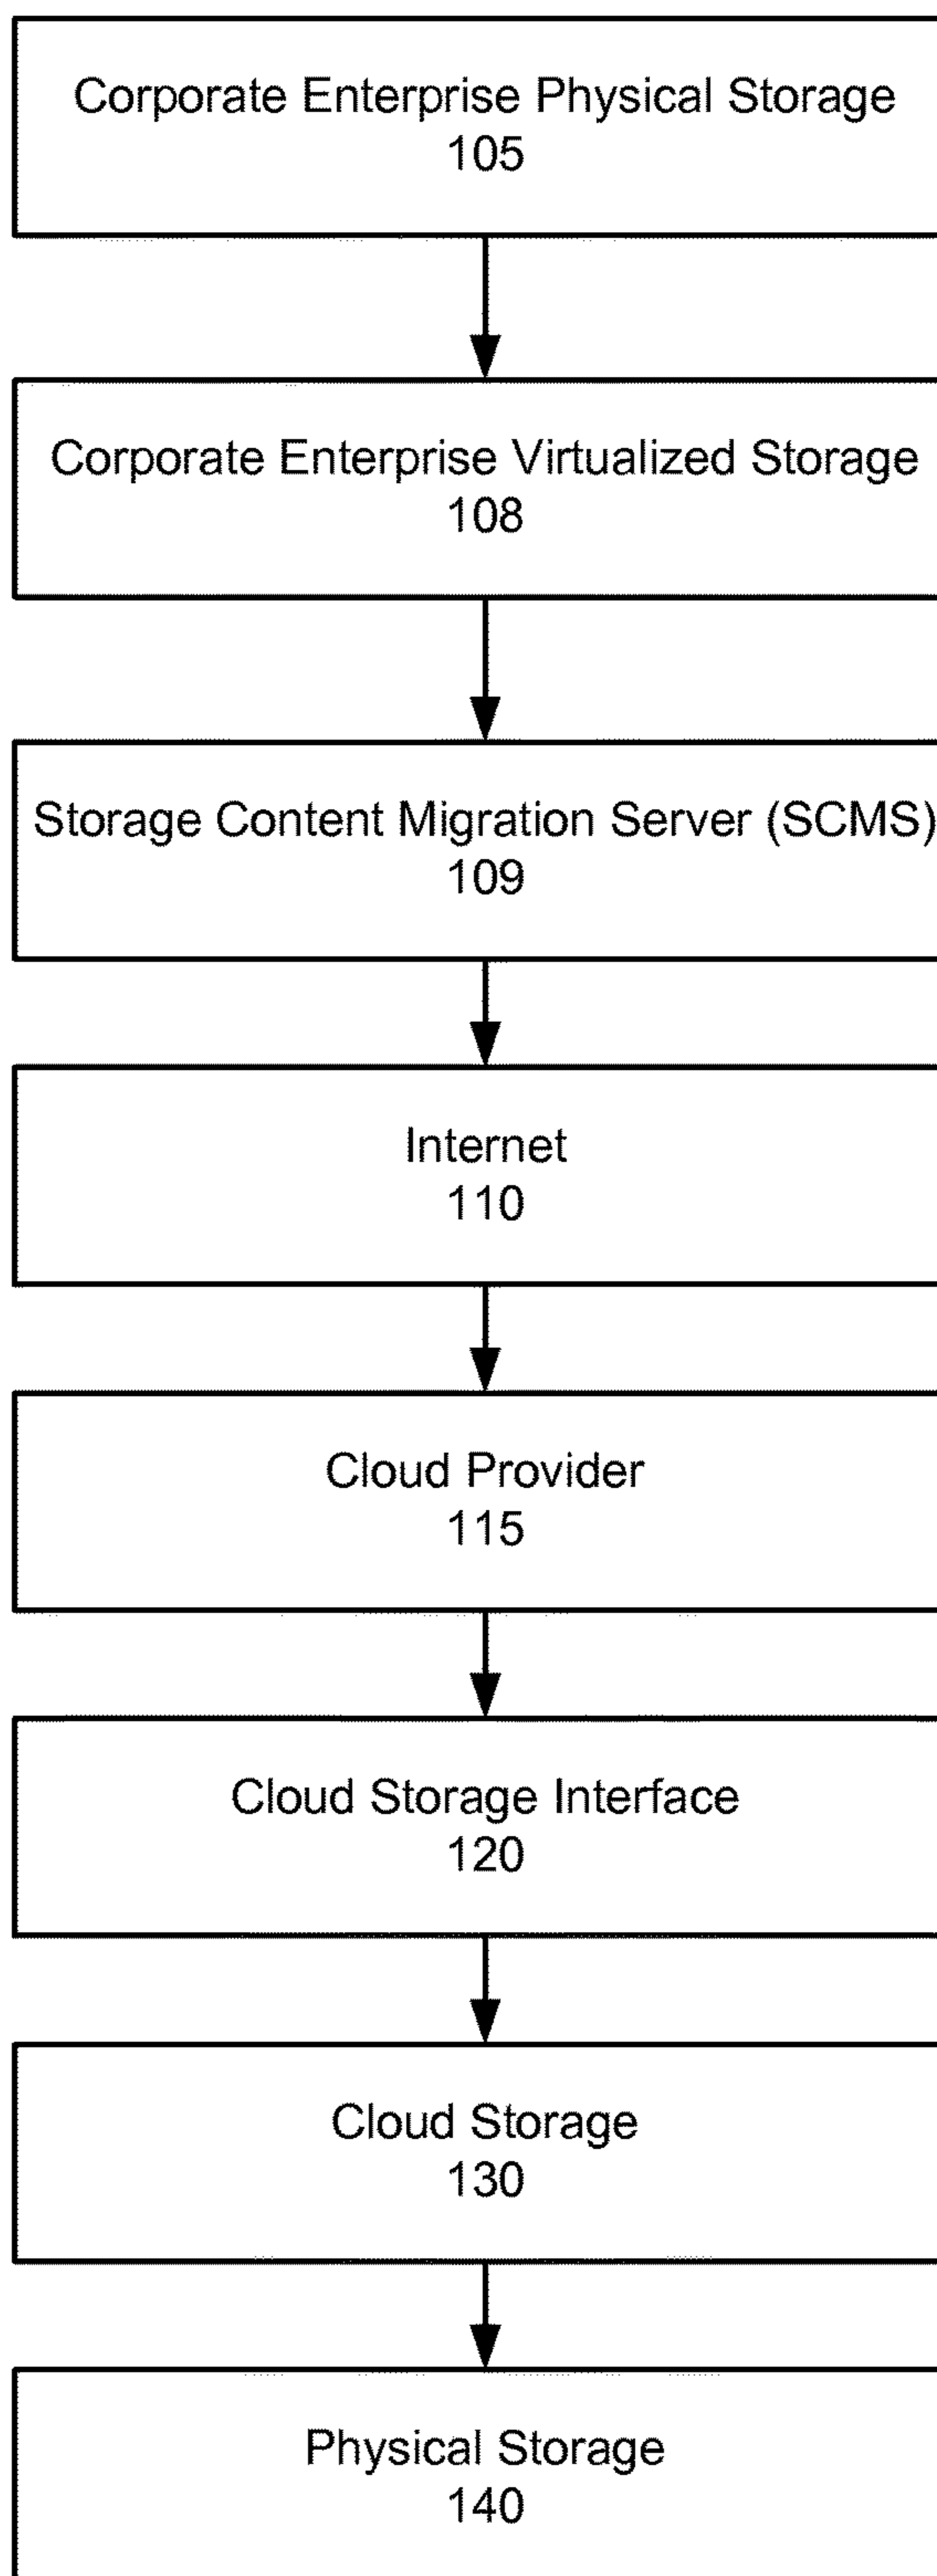 Corporate Enterprise Physical Storage
105
Corporate Enterprise Virtualized Storage
108
Storage Content Migration Server (SCMS)
109
Internet
110
Cloud Provider
115
Cloud Storage Interface
120
Cloud Storage
130
Physical Storage
140